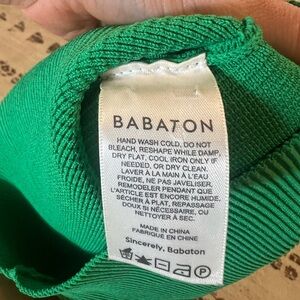 BABATON
HAND WASH COLD, DO NOT
BLEACH, RESHAPE WHILE DAMP,
DRY FLAT, COOL IRON ONLY IF
NEEDED, OR DRY CLEAN.
LAVER À LA MAIN À L'EAU
FROIDE, NE PAS JAVELISER,
REMODELER PENDANT QUE
L'ARTICLE EST ENCORE HUMIDE,
SÉCHER À PLAT, REPASSAGE
DOUX SI NÉCESSAIRE, OU
NETTOYER À SEC.
MADE IN CHINA
FABRIQUÉ EN CHINE
Sincerely, Babaton
P